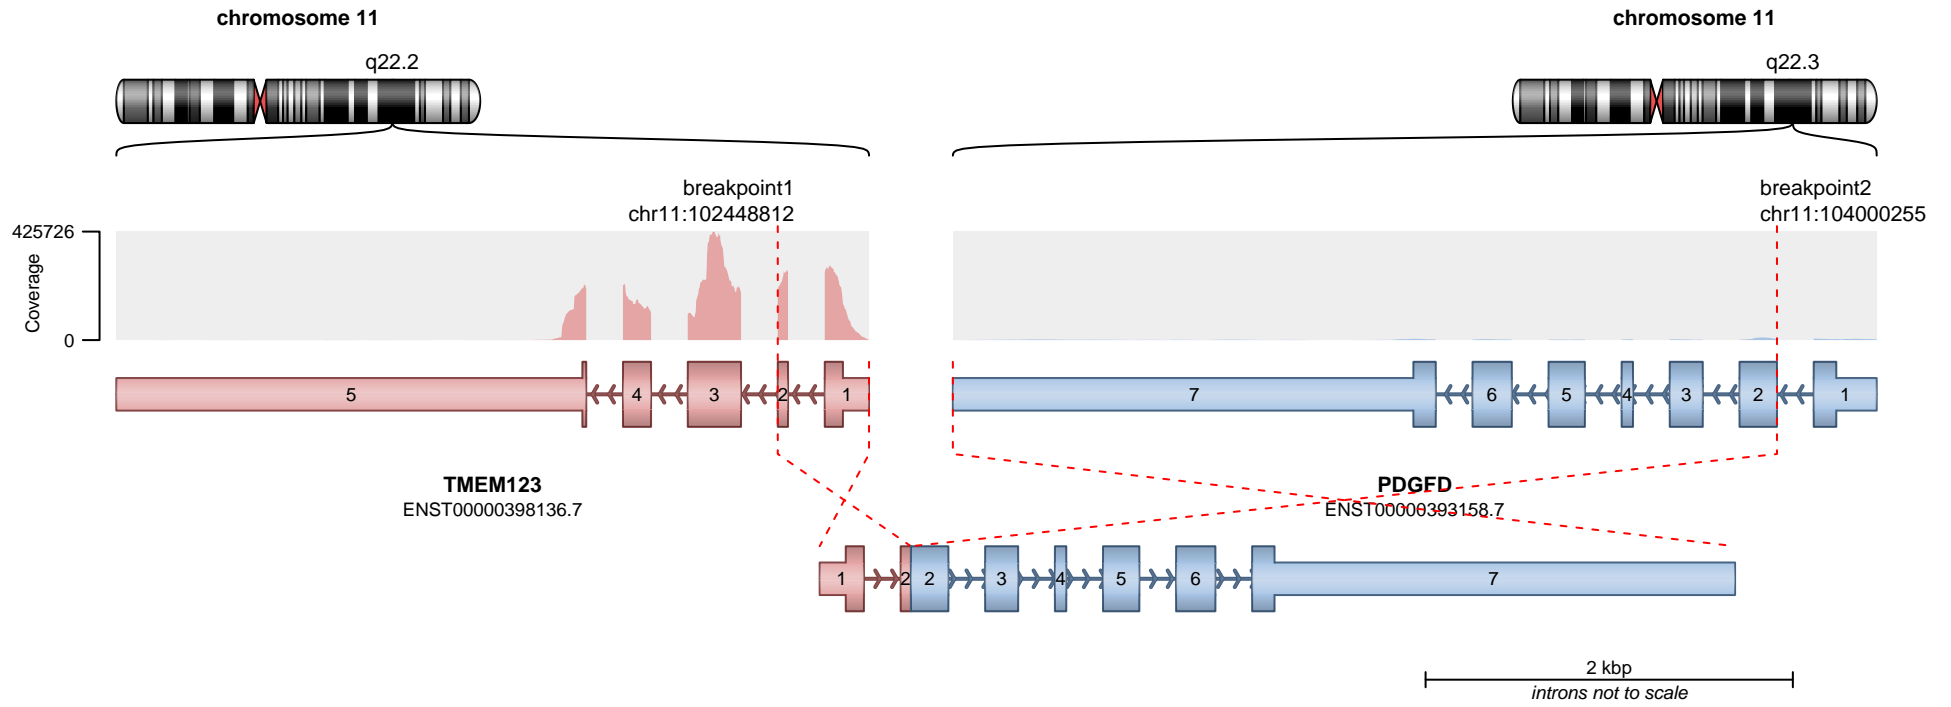 chromosome 11
chromosome 11
q22.2
q22.3
breakpoint1
chr11:102448812
breakpoint2
chr11:104000255
425726
Coverage
0
5
4
3
2
1
7
6
5
4
3
2
1
TMEM123
ENST00000398136.7
PDGFD
ENST00000393158.7
1
2
2
3
4
5
6
7
2 kbp
introns not to scale